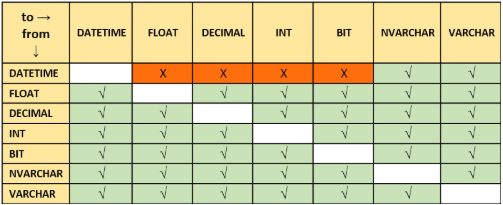 to → DATETIME FLOAT DECIMAL INT BIT NVARCHAR VARCHAR
from
↓
DATETIME X X X X √ √
FLOAT √ √ √ √ √ √
DECIMAL √ √ √ √ √ √
INT √ √ √ √ √ √
BIT √ √ √ √ √ √
NVARCHAR √ √ √ √ √ √
VARCHAR √ √ √ √ √ √